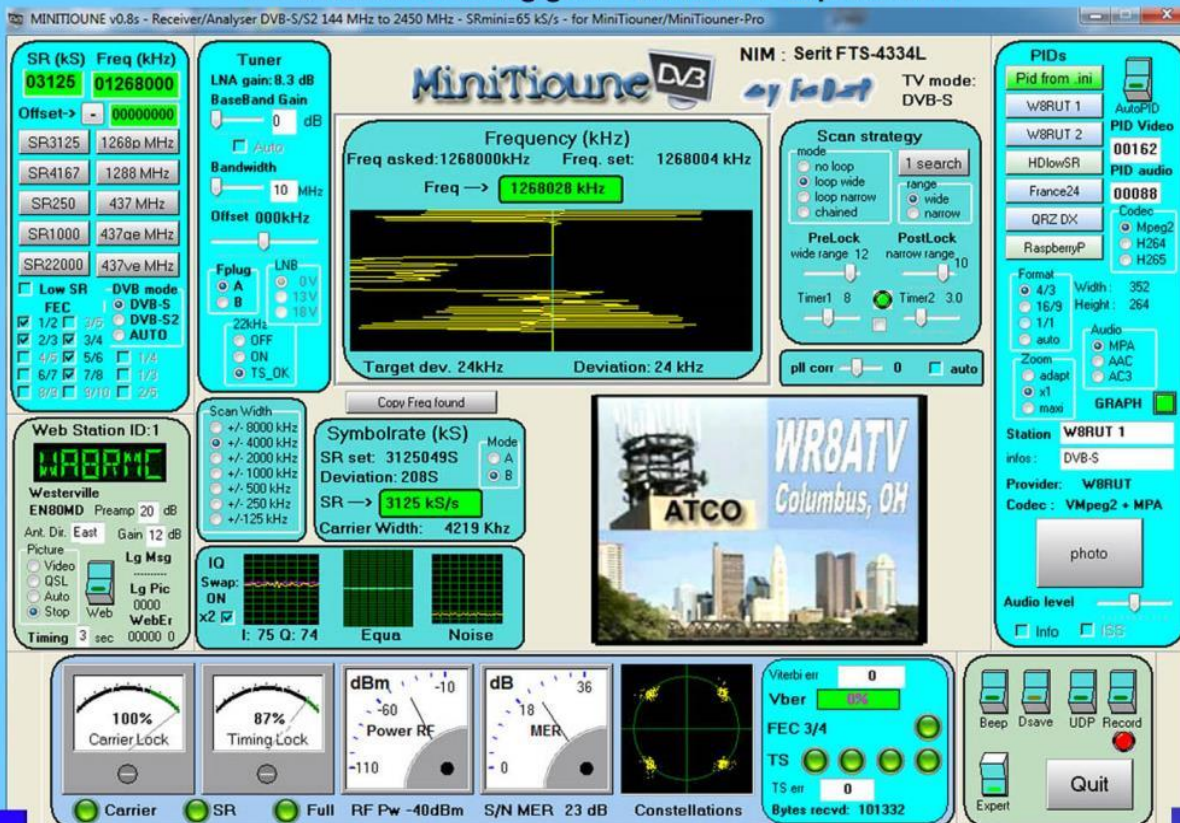 MINITIOUNE v0.8s - Receiver/Analyser DVB-S/S2 144 MHz to 2450 MHz - SRmini=65 kS/s - for MiniTiouner/MiniTiouner-Pro
SR (kS) Freq (kHz)
03125 01268000
Offset-> - 00000000
SR3125 1268p MHz
SR4167 1288 MHz
SR250 437 MHz
SR1000 437qe MHz
SR22000 437ve MHz
Low SR
FEC
1/2 3/5
2/3 3/4
4/5 5/6 1/4
6/7 7/8 1/3
8/9 9/10 2/5
DVB mode
DVB-S
DVB-S2
AUTO
Tuner
LNA gain: 8.3 dB
BaseBand Gain
0 dB
Auto
Bandwidth
10 MHz
Offset 000kHz
Fplug
A
B
LNB
0V
13V
18V
22kHz
OFF
ON
TS_OK
MiniTioune DVB
NIM : Serit FTS-4334L
TV mode:
DVB-S
Frequency (kHz)
Freq asked:1268000kHz Freq. set: 1268004 kHz
Freq —> 1268028 kHz
Target dev. 24kHz Deviation: 24 kHz
Scan strategy
mode
no loop
loop wide
loop narrow
chained
1 search
range
wide
narrow
PreLock PostLock
wide range 12 narrow range 10
Timer1 8 Timer2 3.0
pll corr 0 auto
PIDs
Pid from .ini
W8RUT 1
W8RUT 2
HDlowSR
France24
QRZ DX
RaspberryP
AutoPID
PID Video
00162
PID audio
00088
Codec
Mpeg2
H264
H265
Format
4/3
16/9
1/1
auto
Width : 352
Height : 264
Audio
MPA
AAC
AC3
Zoom
adapt
x1
maxi
GRAPH
Station W8RUT 1
infos : DVB-S
Provider: W8RUT
Codec : VMpeg2 + MPA
photo
Audio level
Info ISS
Web Station ID:1
WA8RMC
Westerville
EN80MD Preamp 20 dB
Ant. Dir. East Gain 12 dB
Picture
Video
QSL
Auto
Stop
Web
Lg Msg
Lg Pic
0000
WebEr
00000 0
Timing 3 sec
Scan Width
+/- 8000 kHz
+/- 4000 kHz
+/- 2000 kHz
+/- 1000 kHz
+/- 500 kHz
+/- 250 kHz
+/-125 kHz
Copy Freq found
Symbolrate (kS)
SR set: 3125049S
Deviation: 208S
SR —> 3125 kS/s
Carrier Width: 4219 Khz
Mode
A
B
IQ
Swap:
ON
x2
I: 75 Q: 74 Equa Noise
WR8ATV
Columbus, OH
ATCO
100%
Carrier Lock
87%
Timing Lock
dBm
-10
-60
Power RF
-110
dB
36
18
MER
0
Carrier SR Full RF Pw -40dBm S/N MER 23 dB Constellations
Viterbi err 0
Vber 0%
FEC 3/4
TS
TS err 0
Bytes recvd: 101332
Beep Dsave UDP Record
Expert
Quit